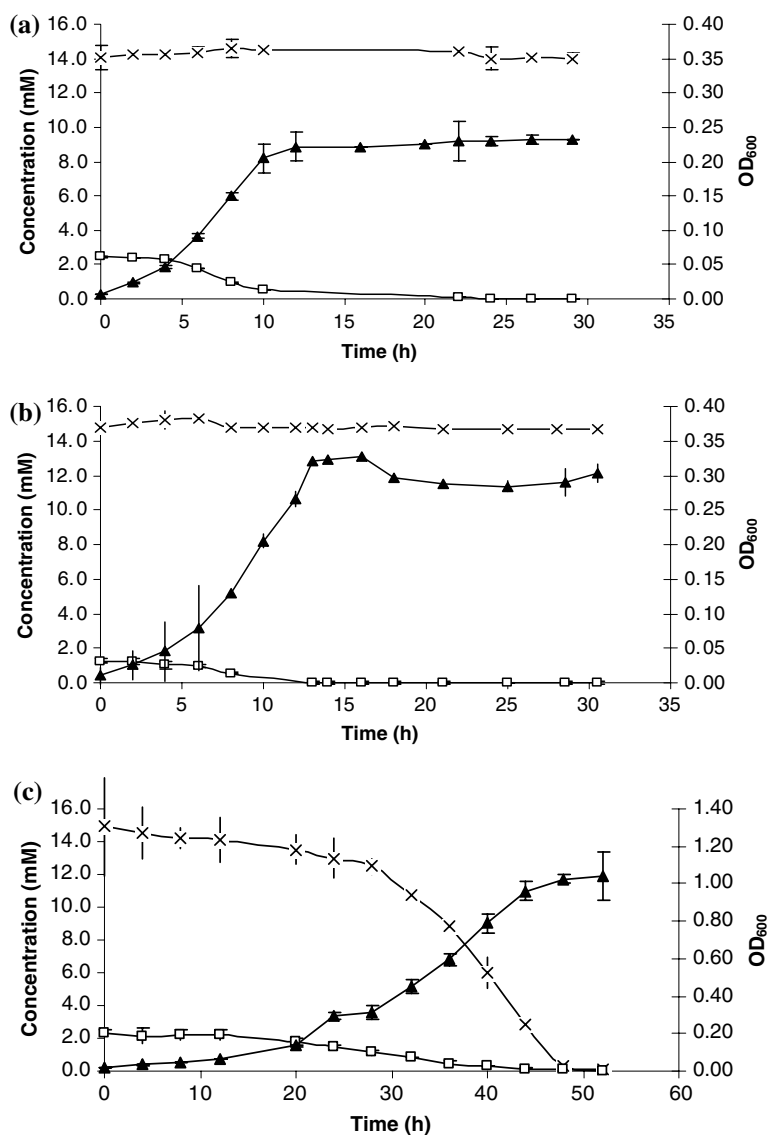 (a)
16.0 0.40
14.0 0.35
12.0 0.30
10.0 0.25
8.0 0.20
6.0 0.15
4.0 0.10
2.0 0.05
0.0 0.00
Concentration (mM)
OD600
0 5 10 15 20 25 30 35
Time (h)
(b)
16.0 0.40
14.0 0.35
12.0 0.30
10.0 0.25
8.0 0.20
6.0 0.15
4.0 0.10
2.0 0.05
0.0 0.00
Concentration (mM)
OD600
0 5 10 15 20 25 30 35
Time (h)
(c)
16.0 1.40
14.0 1.20
12.0 1.00
10.0 0.80
8.0 0.60
6.0 0.40
4.0 0.20
2.0 0.00
0.0
Concentration (mM)
OD600
0 10 20 30 40 50 60
Time (h)